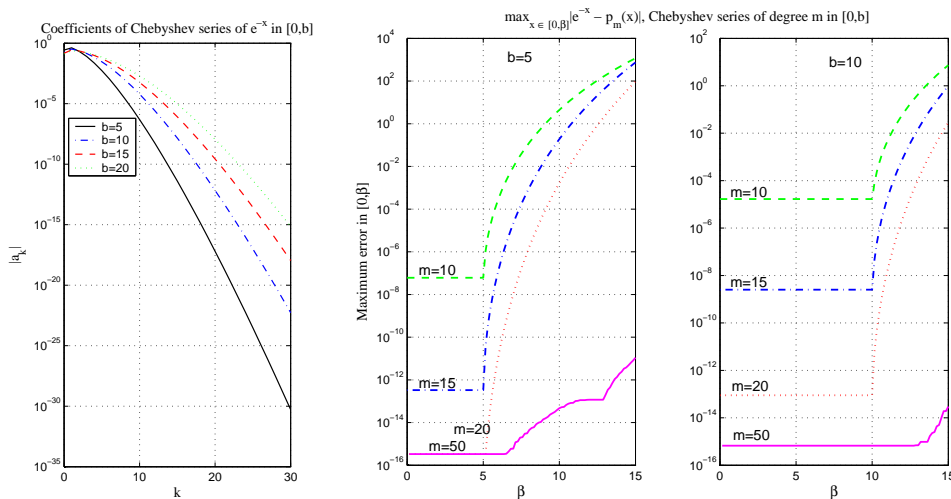 Coefficients of Chebyshev series of e^{-x} in [0,b]
10^0
10^{-5}
10^{-10}
10^{-15}
10^{-20}
10^{-25}
10^{-30}
10^{-35}
|a_k|
b=5
b=10
b=15
b=20
0 10 20 30
k
max_{x ∈ [0,β]}|e^{-x} − p_m(x)|, Chebyshev series of degree m in [0,b]
b=5
10^4
10^2
10^0
10^{-2}
10^{-4}
10^{-6}
10^{-8}
10^{-10}
10^{-12}
10^{-14}
10^{-16}
Maximum error in [0,β]
m=10
m=15
m=20
m=50
0 5 10 15
β
b=10
10^2
10^0
10^{-2}
10^{-4}
10^{-6}
10^{-8}
10^{-10}
10^{-12}
10^{-14}
10^{-16}
m=10
m=15
m=20
m=50
0 5 10 15
β